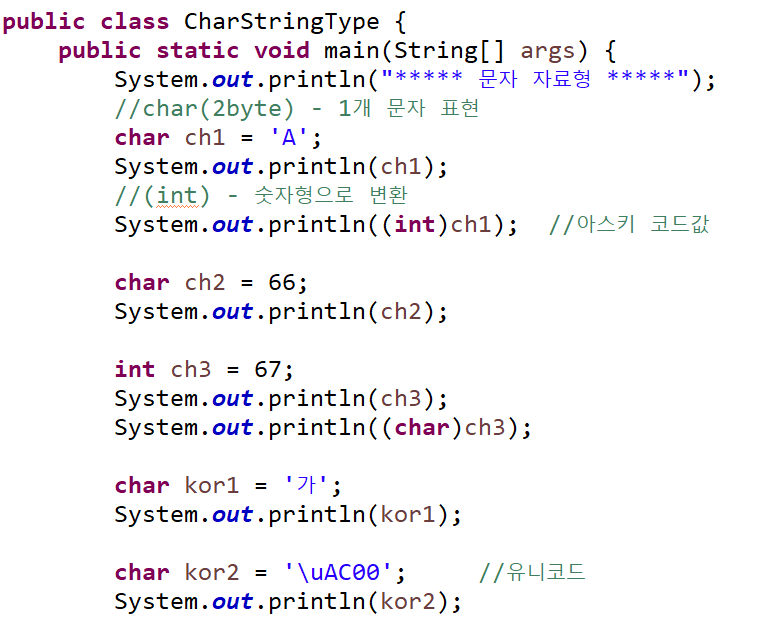 public class CharStringType {
public static void main(String[] args) {
System.out.println("***** 문자 자료형 *****");
//char(2byte) - 1개 문자 표현
char ch1 = 'A';
System.out.println(ch1);
//(int) - 숫자형으로 변환
System.out.println((int)ch1);  //아스키 코드값
char ch2 = 66;
System.out.println(ch2);
int ch3 = 67;
System.out.println(ch3);
System.out.println((char)ch3);
char kor1 = '가';
System.out.println(kor1);
char kor2 = '\uAC00';     //유니코드
System.out.println(kor2);